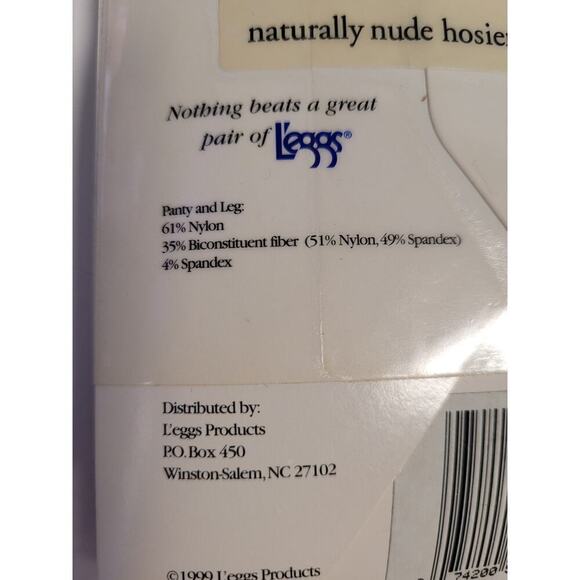 naturally nude
Nothing beats a great
pair of L'eggs®
Panty and Leg:
61% Nylon
35% Biconstituent fiber (51% Nylon, 49% Spandex)
4% Spandex
Distributed by:
L'eggs Products
P.O. Box 450
Winston-Salem, NC 27102
©1999 L'eggs Products
74200